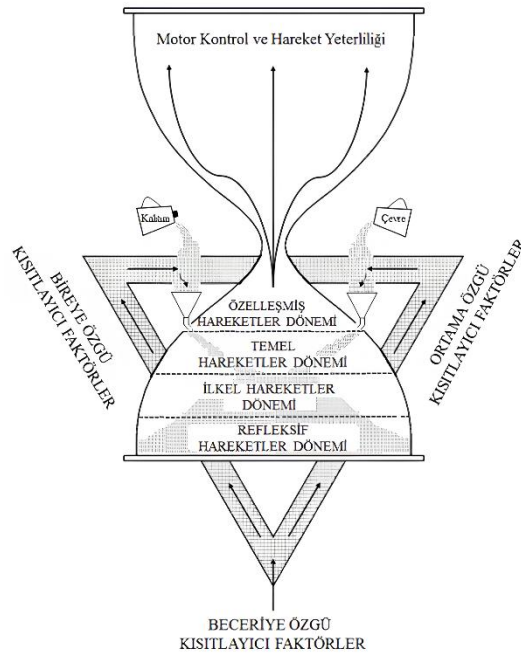 Motor Kontrol ve Hareket Yeterliliği
Kalıtım
Çevre
BİREYE ÖZGÜ
KISITLAYICI FAKTÖRLER
ORTAMA ÖZGÜ
KISITLAYICI FAKTÖRLER
ÖZELLEŞMİŞ
HAREKETLER DÖNEMİ
TEMEL
HAREKETLER DÖNEMİ
İLKEL HAREKETLER
DÖNEMİ
REFLEKSİF
HAREKETLER DÖNEMİ
BECERİYE ÖZGÜ
KISITLAYICI FAKTÖRLER